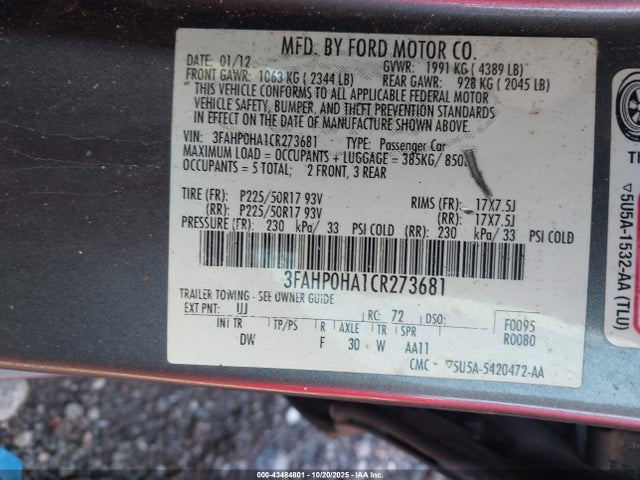 MFD. BY FORD MOTOR CO.
DATE: 01/12 GVWR: 1991 KG ( 4389 LB)
FRONT GAWR: 1063 KG ( 2344 LB) REAR GAWR: 928 KG ( 2045 LB)
THIS VEHICLE CONFORMS TO ALL APPLICABLE FEDERAL MOTOR
VEHICLE SAFETY, BUMPER, AND THEFT PREVENTION STANDARDS
IN EFFECT ON THE DATE OF MANUFACTURE SHOWN ABOVE.
VIN: 3FAHP0HA1CR273681 TYPE: Passenger Car
MAXIMUM LOAD = OCCUPANTS + LUGGAGE = 385KG/ 850
OCCUPANTS = 5 TOTAL; 2 FRONT, 3 REAR
TIRE (FR): P225/50R17 93V RIMS (FR): 17X7.5J
(RR): P225/50R17 93V (RR): 17X7.5J
PRESSURE (FR): 230 kPa/ 33 PSI COLD (RR): 230 kPa/ 33 PSI COLD
3FAHP0HA1CR273681
TRAILER TOWING - SEE OWNER GUIDE
EXT PNT: UJ RC: 72 DSO: F0095
INT TR TP/PS R AXLE TR SPR R0080
DW F 30 W AA11
CMC - ▽5U5A-5420472-AA
▽5U5A-1532-AA (TLU)
000-43484801 - 10/20/2025 - IAA Inc.